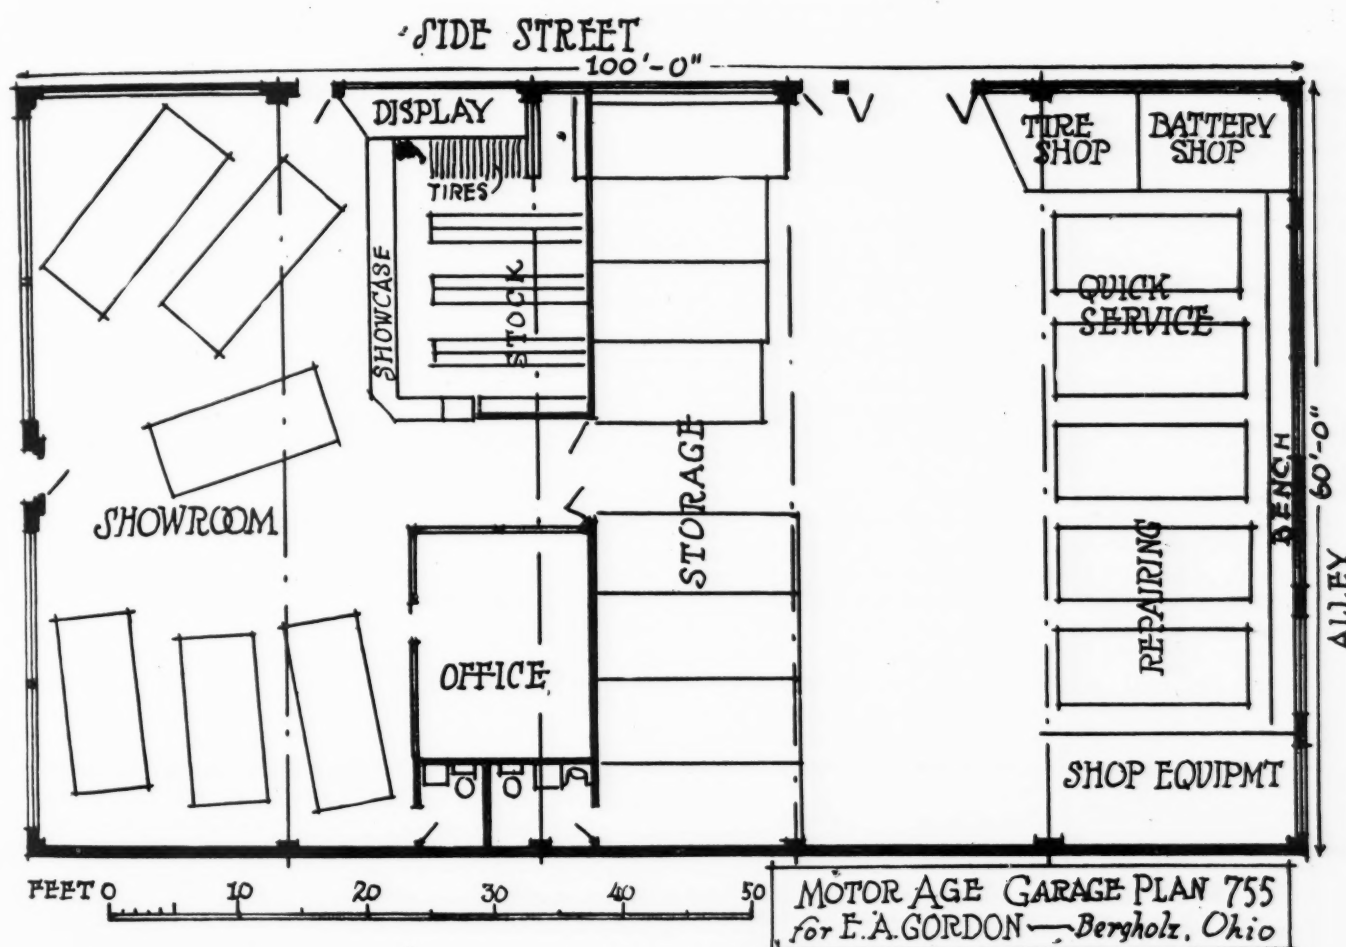 SIDE STREET
100'-0"
DISPLAY
TIRES
SHOWCASE
STOCK
TIRE
SHOP
BATTERY
SHOP
QUICK
SERVICE
STORAGE
BENCH
60'-0"
ALLEY
SHOWROOM
REPAIRING
OFFICE
SHOP EQUIPMT
FEET 0 10 20 30 40 50
MOTOR AGE GARAGE PLAN 755
for E.A. GORDON — Bergholz, Ohio